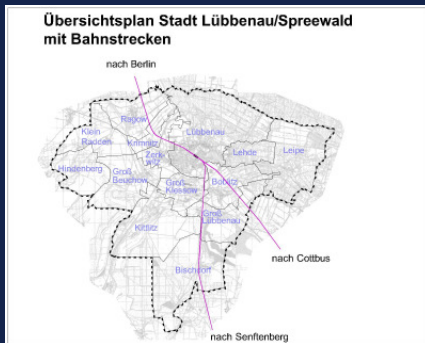 Übersichtsplan Stadt Lübbenau/Spreewald
mit Bahnstrecken
nach Berlin
Ragow
Lübbenau
Klein
Radden
Krimnitz
Lehde
Leipe
Zerk-
witz
Hindenberg
Groß
Beuchow
Groß
Klessow
Boblitz
Groß
Lübbenau
Kittlitz
nach Cottbus
Bischdorf
nach Senftenberg